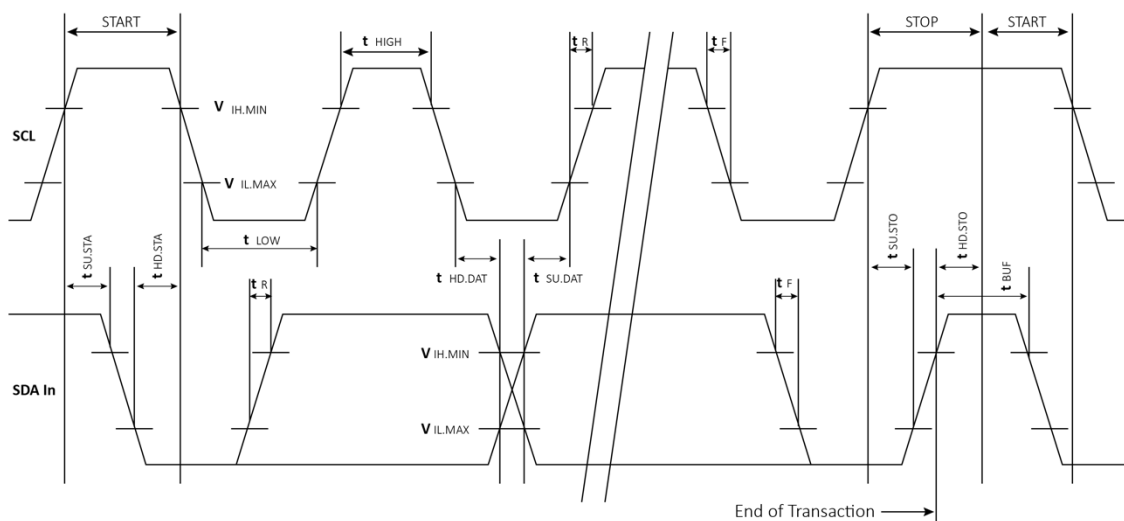 START
STOP
START
t HIGH
t R
t F
V IH.MIN
SCL
V IL.MAX
t LOW
t SU.STA
t HD.STA
t HD.DAT
t SU.DAT
t SU.STO
t HD.STO
t R
t F
t BUF
V IH.MIN
SDA In
V IL.MAX
End of Transaction